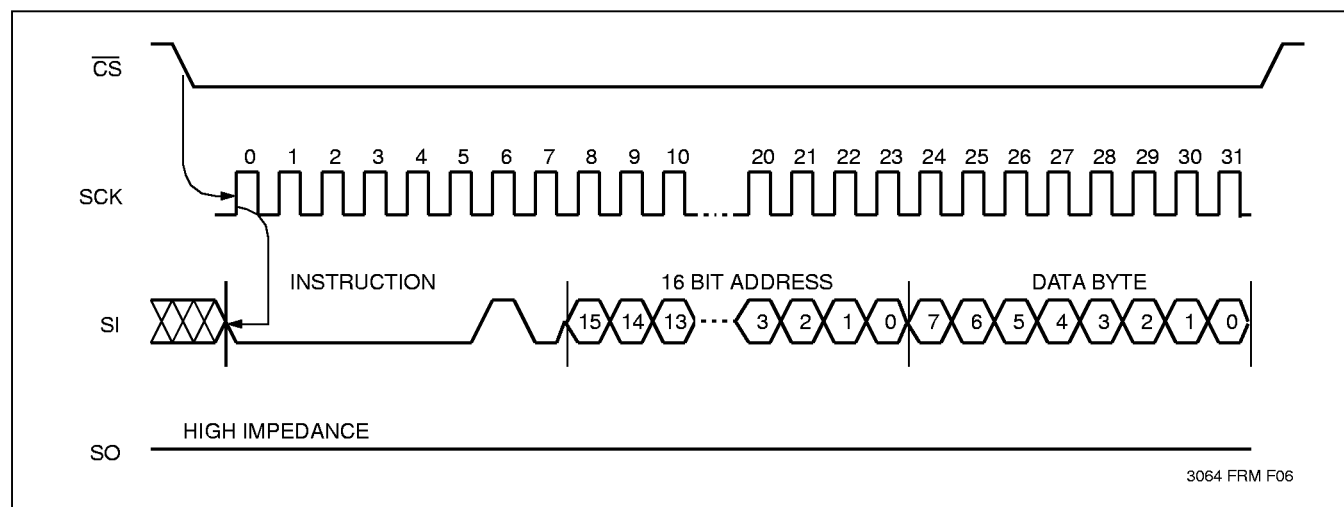 CS
0 1 2 3 4 5 6 7 8 9 10 20 21 22 23 24 25 26 27 28 29 30 31
SCK
INSTRUCTION 16 BIT ADDRESS DATA BYTE
SI 15 14 13 3 2 1 0 7 6 5 4 3 2 1 0
HIGH IMPEDANCE
SO
3064 FRM F06